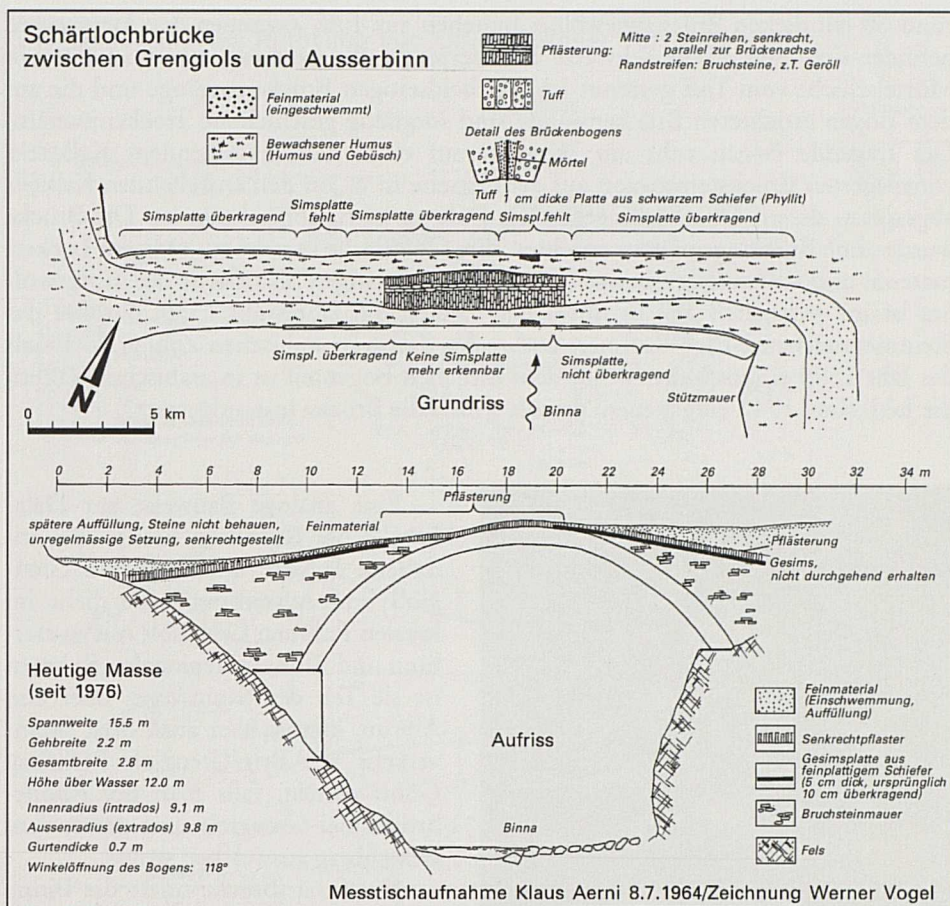 Schärtlochbrücke
zwischen Grengiols und Ausserbinn
Pflästerung:
Mitte : 2 Steinreihen, senkrecht,
parallel zur Brückenachse
Randstreifen: Bruchsteine, z.T. Geröll
Feinmaterial
(eingeschwemmt)
Tuff
Bewachsener Humus
(Humus und Gebüsch)
Detail des Brückenbogens
Mörtel
Tuff 1 cm dicke Platte aus schwarzem Schiefer (Phyllit)
Simsplatte überkragend
Simsplatte
fehlt
Simsplatte überkragend
Simspl.fehlt
Simsplatte überkragend
Simspl. überkragend
Keine Simsplatte
mehr erkennbar
Simsplatte,
nicht überkragend
Stützmauer
Grundriss
Binna
N
0 5 km
0 2 4 6 8 10 12 14 16 18 20 22 24 26 28 30 32 34 m
Pflästerung
spätere Auffüllung, Steine nicht behauen,
unregelmässige Setzung, senkrechtgestellt
Feinmaterial
Pflästerung
Gesims,
nicht durchgehend erhalten
Heutige Masse
(seit 1976)
Spannweite 15.5 m
Gehbreite 2.2 m
Gesamtbreite 2.8 m
Höhe über Wasser 12.0 m
Innenradius (intrados) 9.1 m
Aussenradius (extrados) 9.8 m
Gurtendicke 0.7 m
Winkelöffnung des Bogens: 118°
Aufriss
Binna
Feinmaterial
(Einschwemmung,
Auffüllung)
Senkrechtpflaster
Gesimsplatte aus
feinplattigem Schiefer
(5 cm dick, ursprünglich
10 cm überkragend)
Bruchsteinmauer
Fels
Messtischaufnahme Klaus Aerni 8.7.1964/Zeichnung Werner Vogel